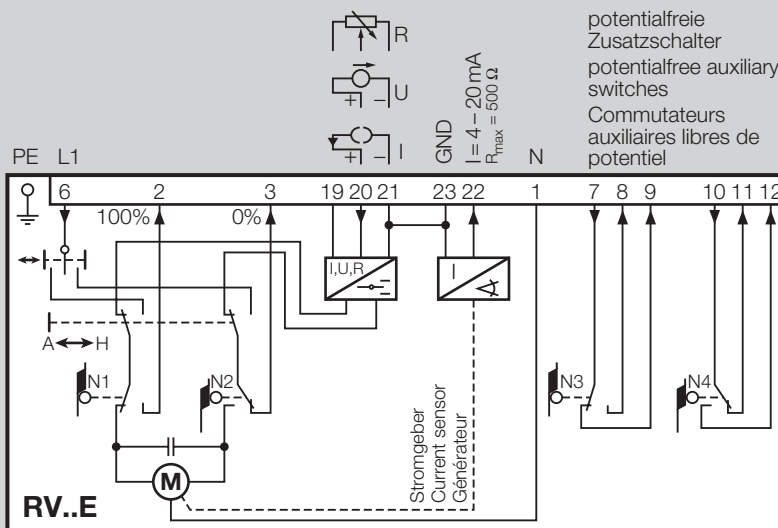 R
+ – U
+ – I
GND
I = 4 – 20 mA
Rmax = 500 Ω
potentialfreie
Zusatzschalter
potentialfree auxiliary
switches
Commutateurs
auxiliaires libres de
potentiel
PE L1 N
6 2 3 19 20 21 23 22 1 7 8 9 10 11 12
100% 0%
I,U,R I
A H
N1 N2 N3 N4
Stromgeber
Current sensor
Générateur
M
RV..E